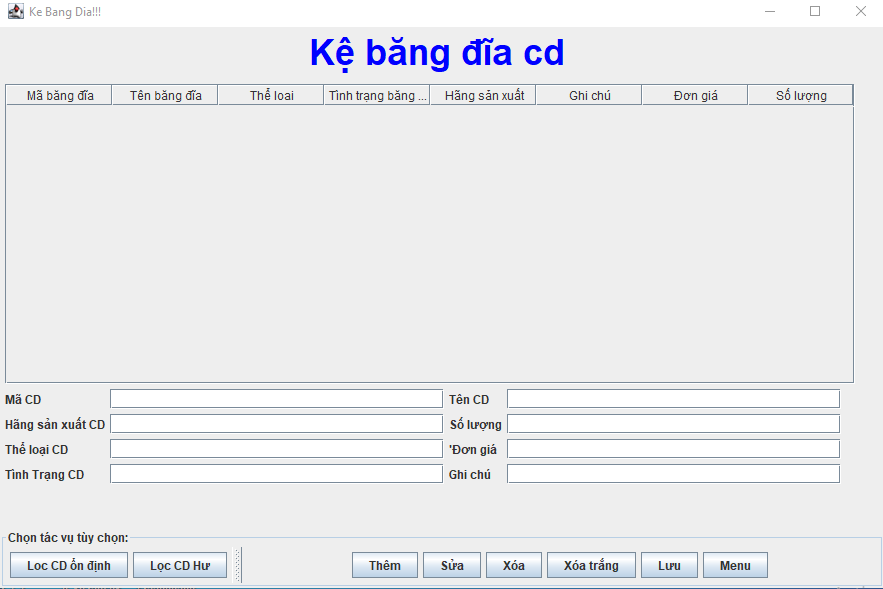 Ke Bang Dia!!!
Kệ băng đĩa cd
Mã băng đĩa Tên băng đĩa Thể loai Tình trạng băng ... Hãng sản xuất Ghi chú Đơn giá Số lượng
Mã CD Tên CD
Hãng sản xuất CD Số lượng
Thể loại CD 'Đơn giá
Tình Trạng CD Ghi chú
Chọn tác vụ tùy chọn:
Loc CD ổn định Lọc CD Hư Thêm Sửa Xóa Xóa trắng Lưu Menu